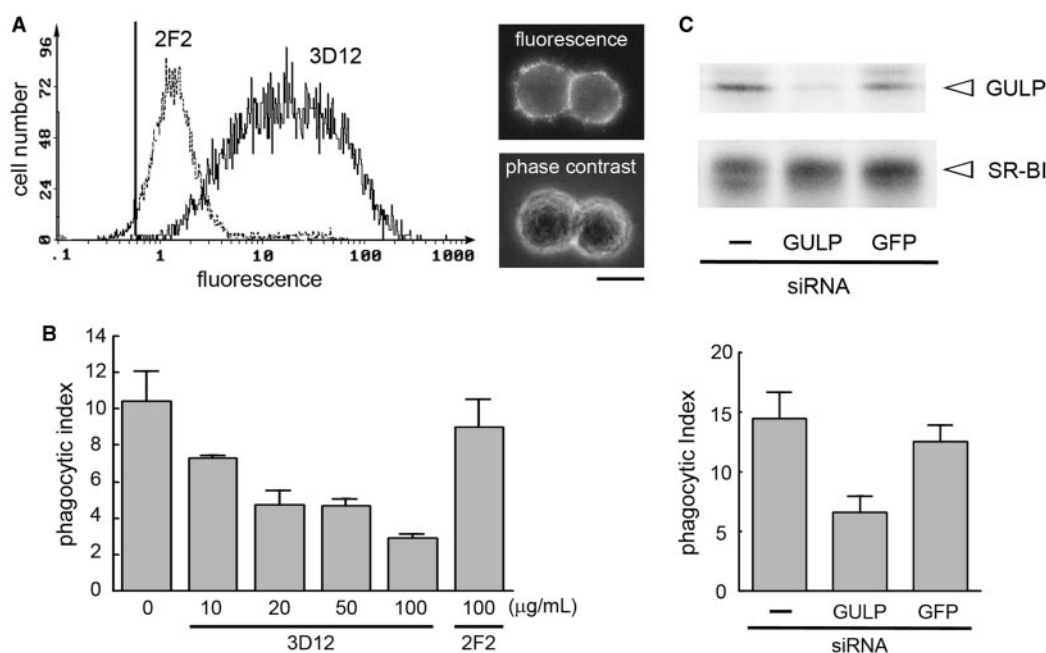 A
96
72
48
24
0
cell number
2F2
3D12
.1 1 10 100 1000
fluorescence
fluorescence
phase contrast
C
GULP
SR-BI
— GULP GFP
siRNA
B
14
12
10
8
6
4
2
0
phagocytic index
0 10 20 50 100 100 (μg/mL)
3D12 2F2
20
15
10
5
0
phagocytic Index
— GULP GFP
siRNA